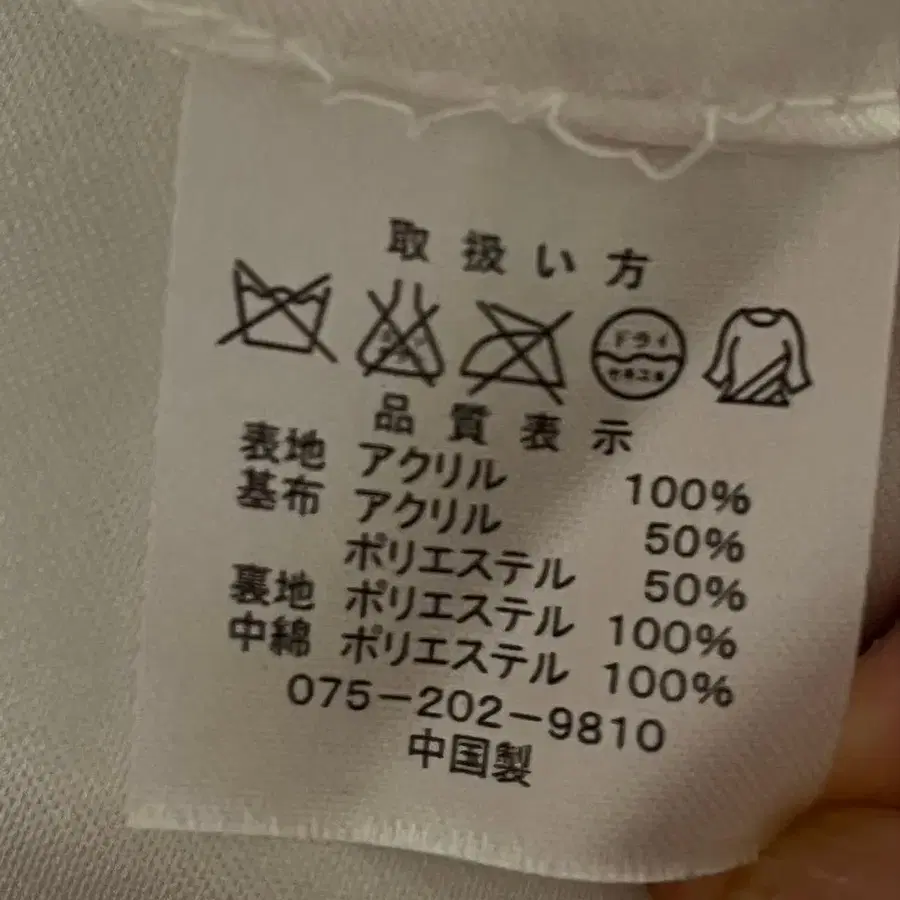 取扱い方
ドライ
セキユ系
品質表示
表地 アクリル 100%
基布 アクリル 50%
ポリエステル 50%
裏地 ポリエステル 100%
中綿 ポリエステル 100%
075-202-9810
中国製